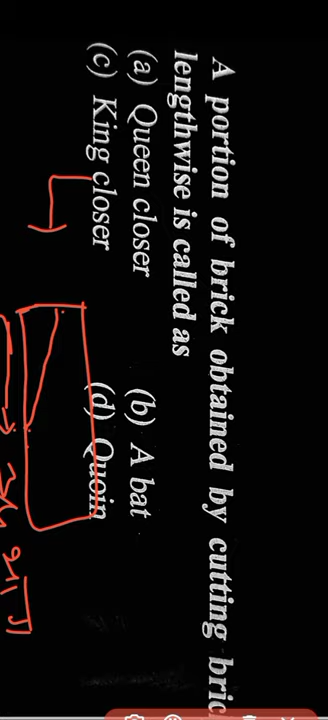 A portion of brick obtained by cutting bric
lengthwise is called as
(a) Queen closer (b) A bat
(c) King closer (d) Quoin